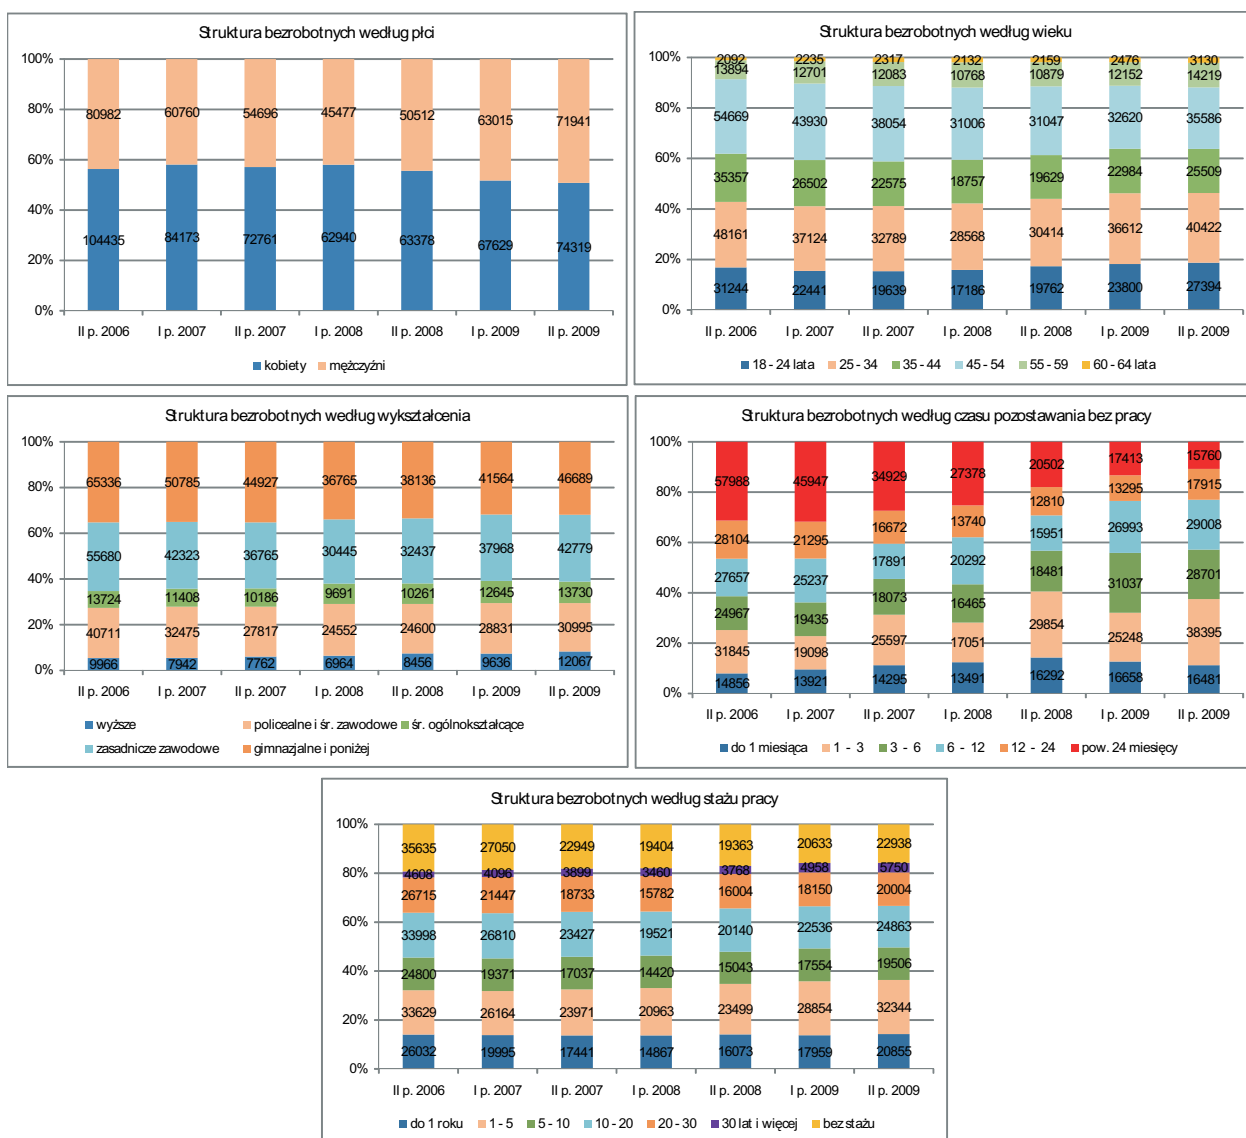 Struktura bezrobotnych według płci
100%
80%
60%
40%
20%
0%
80982 60760 54696 45477 50512 63015 71941
104435 84173 72761 62940 63378 67629 74319
II p. 2006 I p. 2007 II p. 2007 I p. 2008 II p. 2008 I p. 2009 II p. 2009
kobiety mężczyźni
Struktura bezrobotnych według wieku
100%
80%
60%
40%
20%
0%
2092 2235 2317 2132 2159 2476 3130
13894 12701 12083 10768 10879 12152 14219
54669 43930 38054 31006 31047 32620 35586
35357 26502 22575 18757 19629 22984 25509
48161 37124 32789 28568 30414 36612 40422
31244 22441 19639 17186 19762 23800 27394
II p. 2006 I p. 2007 II p. 2007 I p. 2008 II p. 2008 I p. 2009 II p. 2009
18 - 24 lata 25 - 34 35 - 44 45 - 54 55 - 59 60 - 64 lata
Struktura bezrobotnych według wykształcenia
100%
80%
60%
40%
20%
0%
65336 50785 44927 36765 38136 41564 46689
55680 42323 36765 30445 32437 37968 42779
13724 11408 10186 9691 10261 12645 13730
40711 32475 27817 24552 24600 28831 30995
9966 7942 7762 6964 8456 9636 12067
II p. 2006 I p. 2007 II p. 2007 I p. 2008 II p. 2008 I p. 2009 II p. 2009
wyższe policealne i śr. zawodowe śr. ogólnokształcące
zasadnicze zawodowe gimnazjalne i poniżej
Struktura bezrobotnych według czasu pozostawania bez pracy
100%
80%
60%
40%
20%
0%
57988 45947 34929 27378 20502 17413 15760
28104 21295 16672 13740 12810 13295 17915
27657 25237 17891 20292 15951 26993 29008
24967 19435 18073 16465 18481 31037 28701
31845 19098 25597 17051 29854 25248 38395
14856 13921 14295 13491 16292 16658 16481
II p. 2006 I p. 2007 II p. 2007 I p. 2008 II p. 2008 I p. 2009 II p. 2009
do 1 miesiąca 1 - 3 3 - 6 6 - 12 12 - 24 pow. 24 miesięcy
Struktura bezrobotnych według stażu pracy
100%
80%
60%
40%
20%
0%
35635 27050 22949 19404 19363 20633 22938
4608 4096 3899 3460 3768 4958 5750
26715 21447 18733 15782 16004 18150 20004
33998 26810 23427 19521 20140 22536 24863
24800 19371 17037 14420 15043 17554 19506
33629 26164 23971 20963 23499 28854 32344
26032 19995 17441 14867 16073 17959 20855
II p. 2006 I p. 2007 II p. 2007 I p. 2008 II p. 2008 I p. 2009 II p. 2009
do 1 roku 1 - 5 5 - 10 10 - 20 20 - 30 30 lat i więcej bez stażu